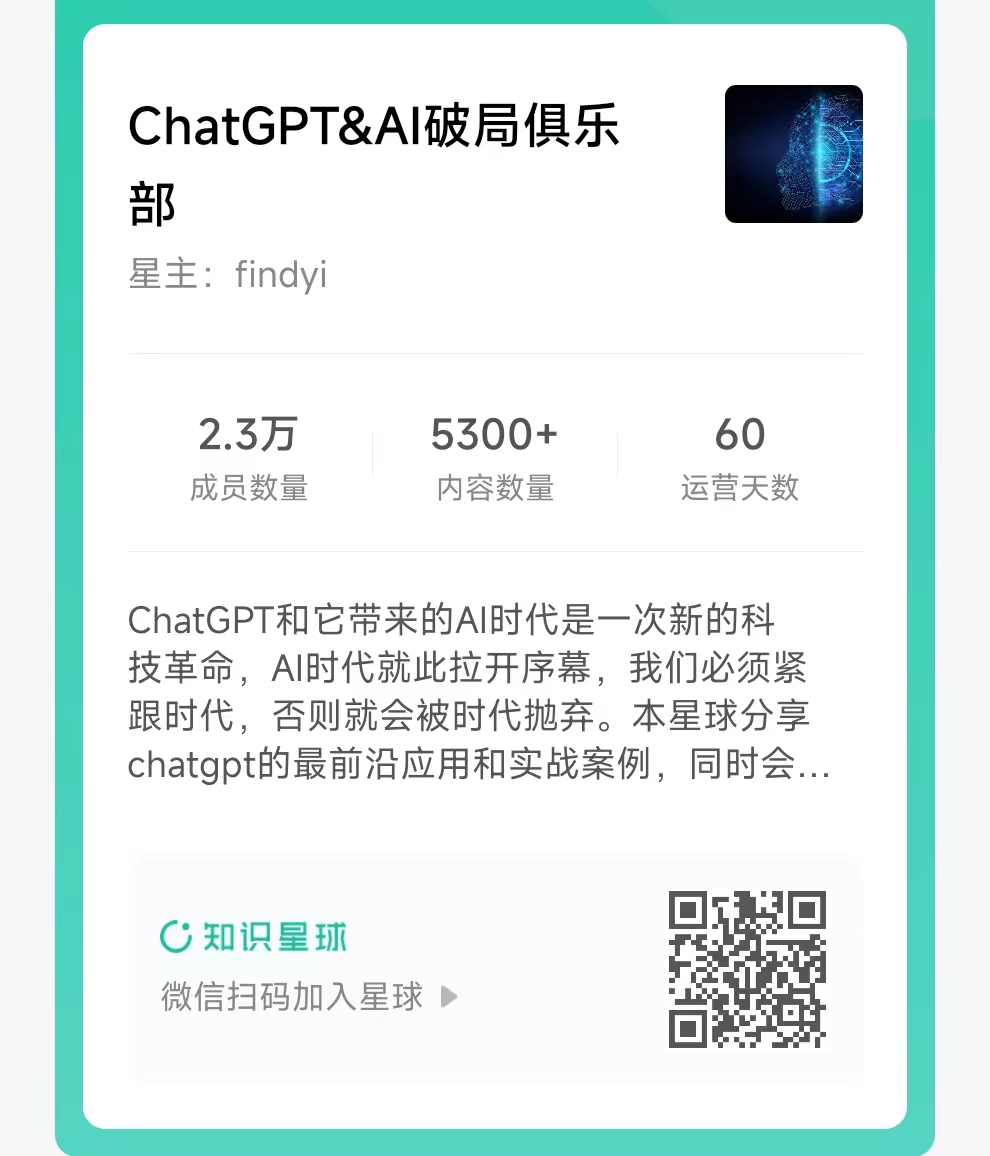 ChatGPT&AI破局俱乐
部
星主：findyi
2.3万 5300+ 60
成员数量 内容数量 运营天数
ChatGPT和它带来的AI时代是一次新的科
技革命，AI时代就此拉开序幕，我们必须紧
跟时代，否则就会被时代抛弃。本星球分享
chatgpt的最前沿应用和实战案例，同时会...
知识星球
微信扫码加入星球